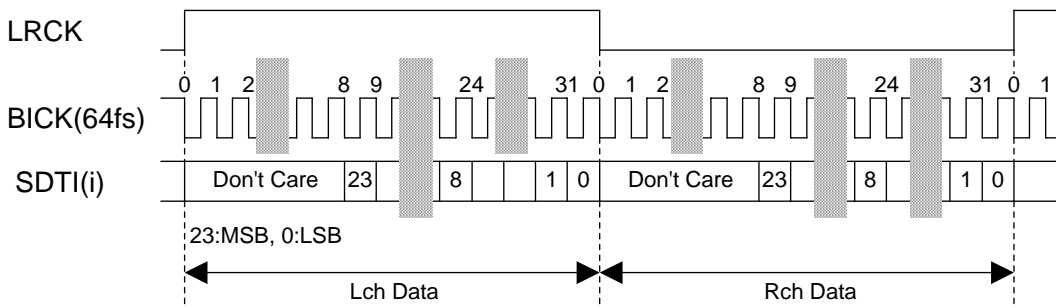 LRCK
0 1 2 8 9 24 31 0 1 2 8 9 24 31 0 1
BICK(64fs)
SDTI(i) Don't Care 23 8 1 0 Don't Care 23 8 1 0
23:MSB, 0:LSB
Lch Data Rch Data